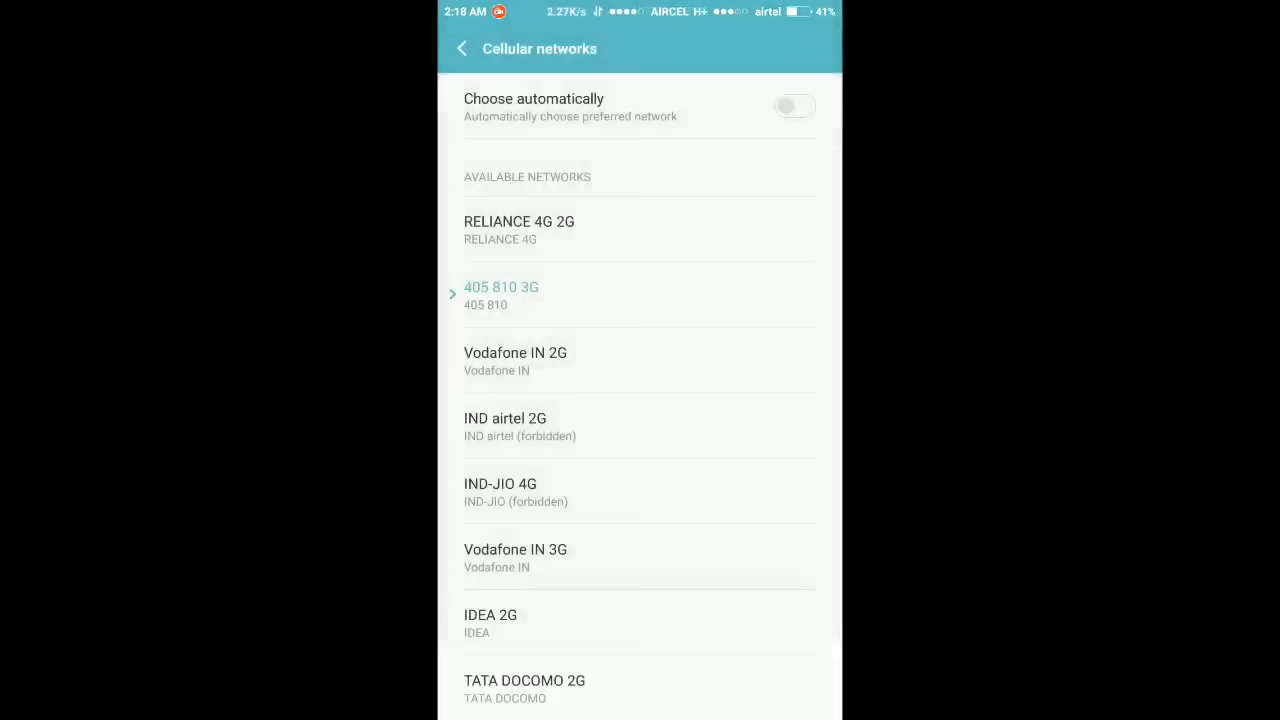 2:18 AM 2.27K/s AIRCEL H+ airtel 41%
Cellular networks
Choose automatically
Automatically choose preferred network
AVAILABLE NETWORKS
RELIANCE 4G 2G
RELIANCE 4G
405 810 3G
405 810
Vodafone IN 2G
Vodafone IN
IND airtel 2G
IND airtel (forbidden)
IND-JIO 4G
IND-JIO (forbidden)
Vodafone IN 3G
Vodafone IN
IDEA 2G
IDEA
TATA DOCOMO 2G
TATA DOCOMO